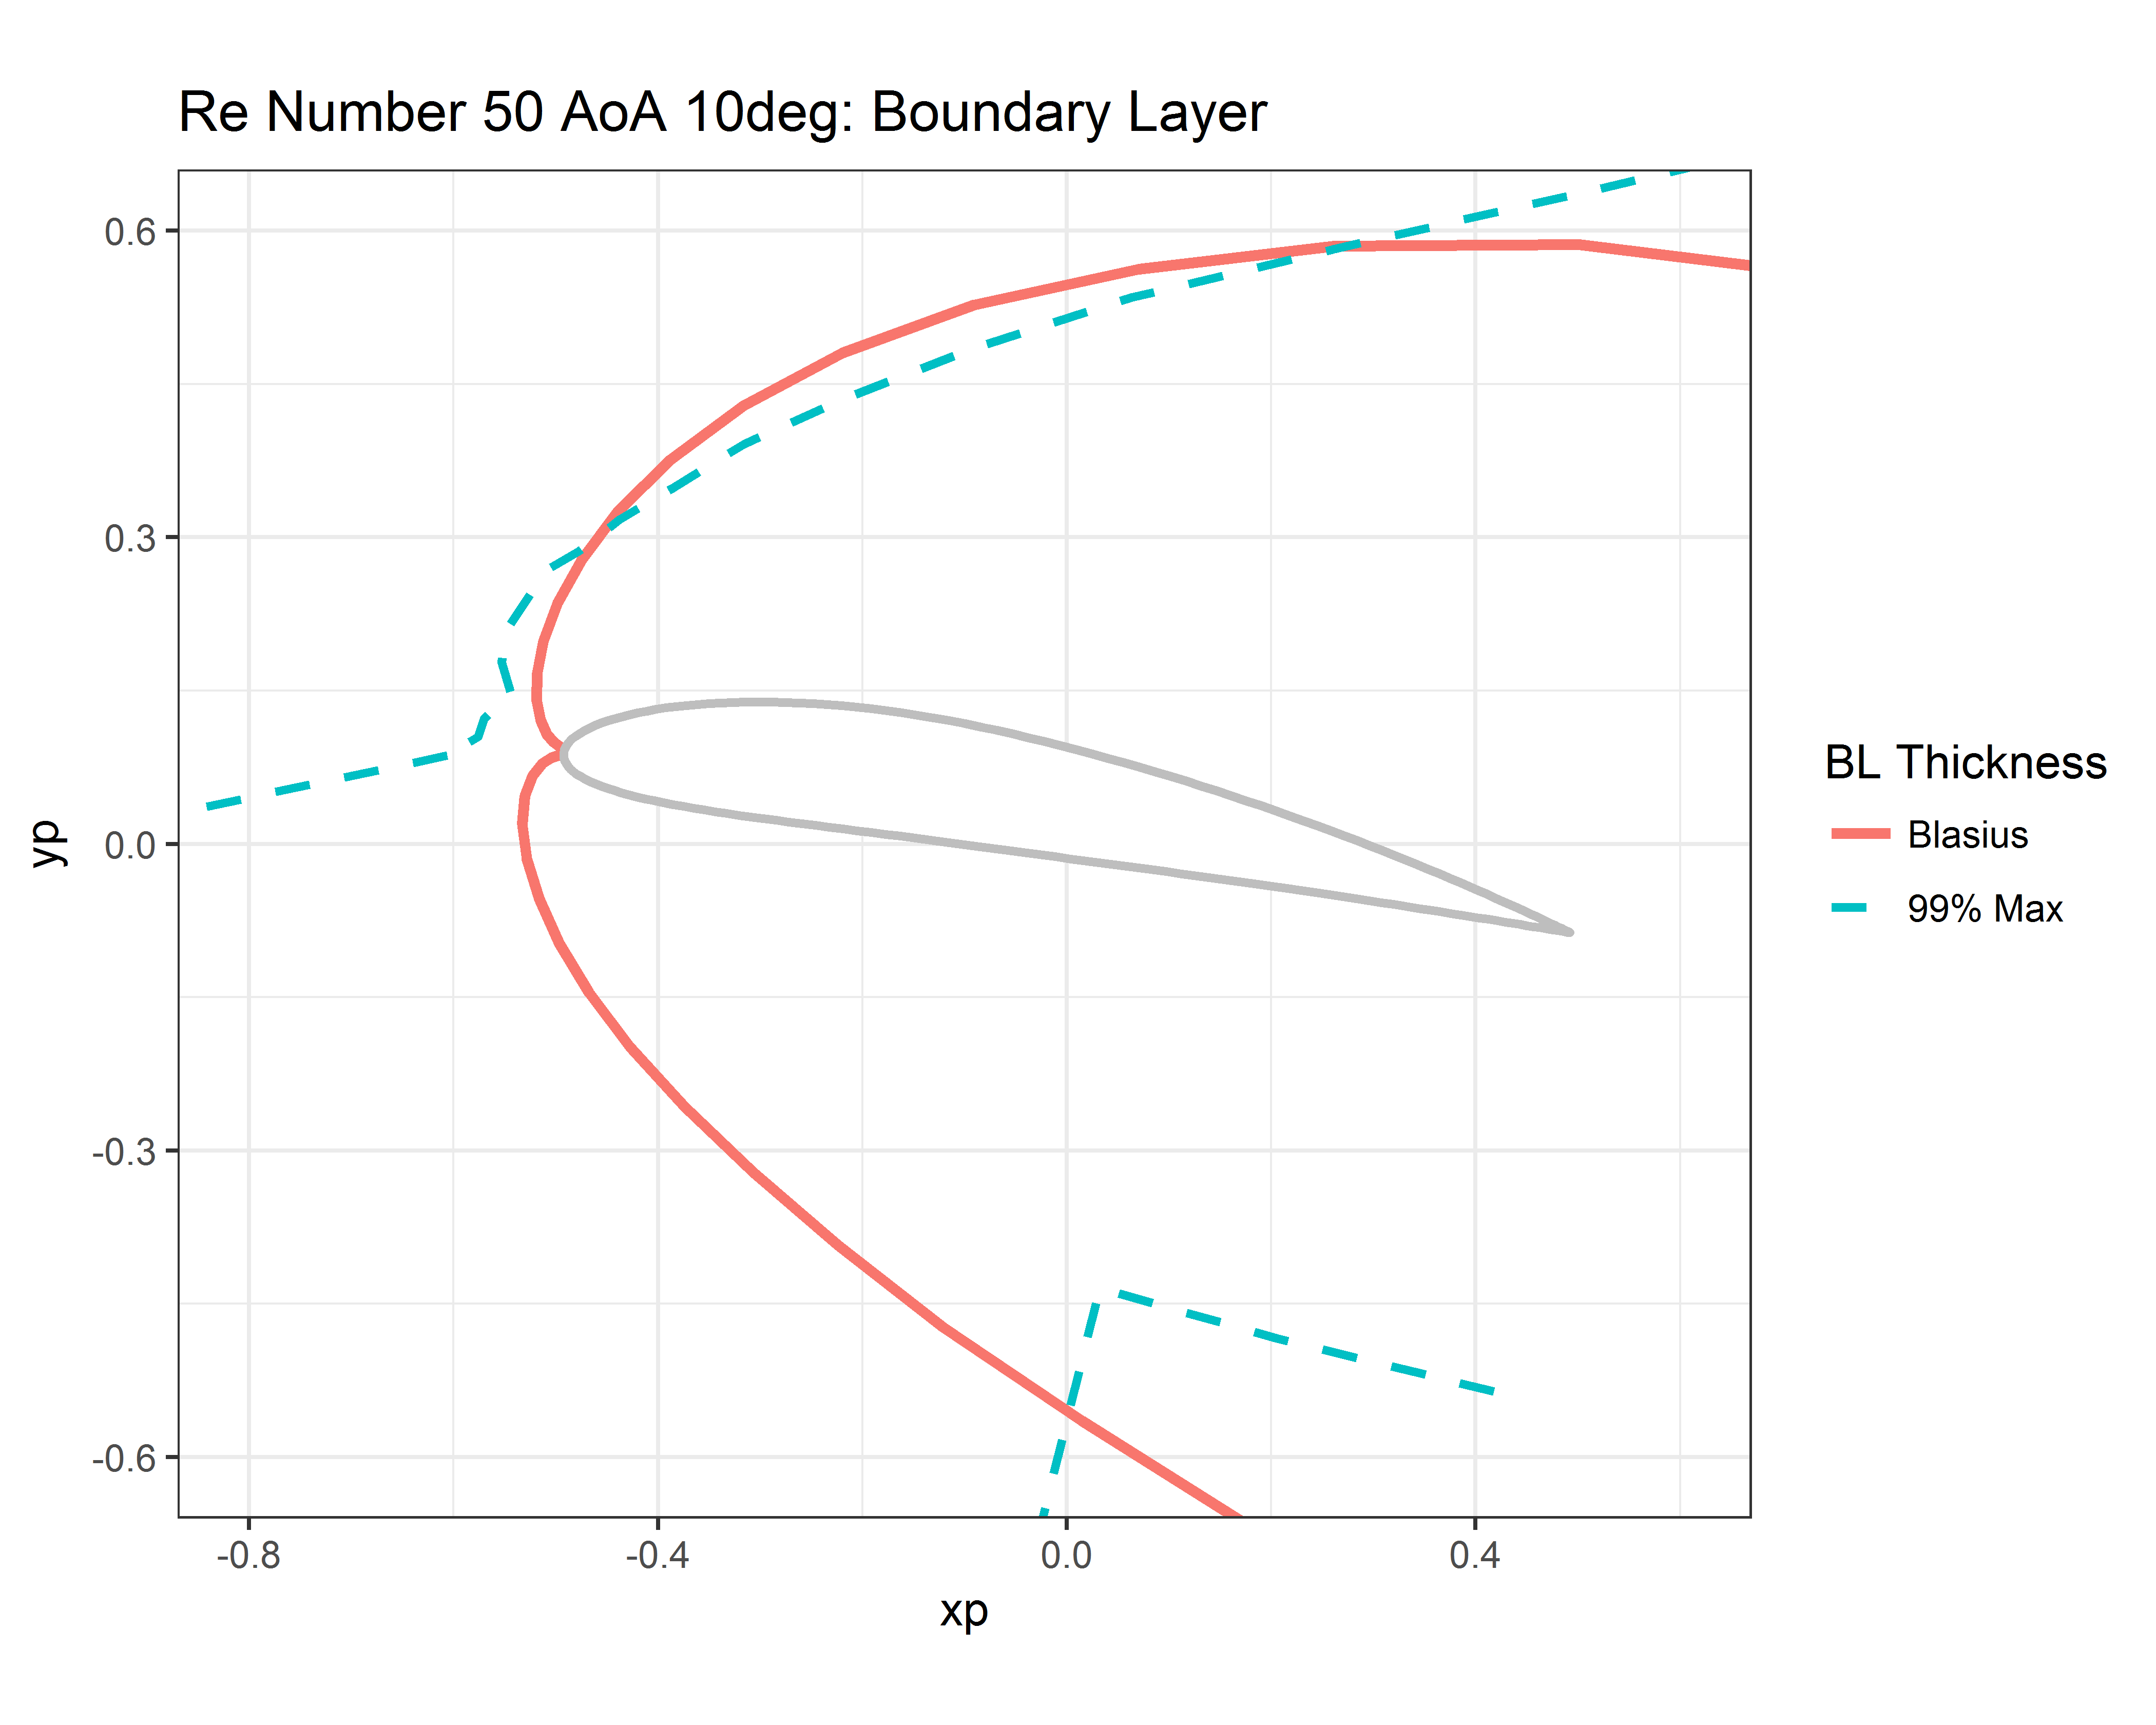 Re Number 50 AoA 10deg: Boundary Layer
0.6
0.3
0.0
-0.3
-0.6
yp
-0.8 -0.4 0.0 0.4
xp
BL Thickness
Blasius
99% Max